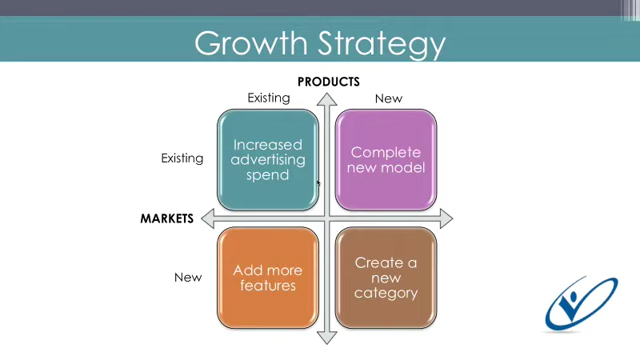 Growth Strategy
PRODUCTS
Existing
New
Existing
Increased
advertising
spend
Complete
new model
MARKETS
New
Add more
features
Create a
new
category